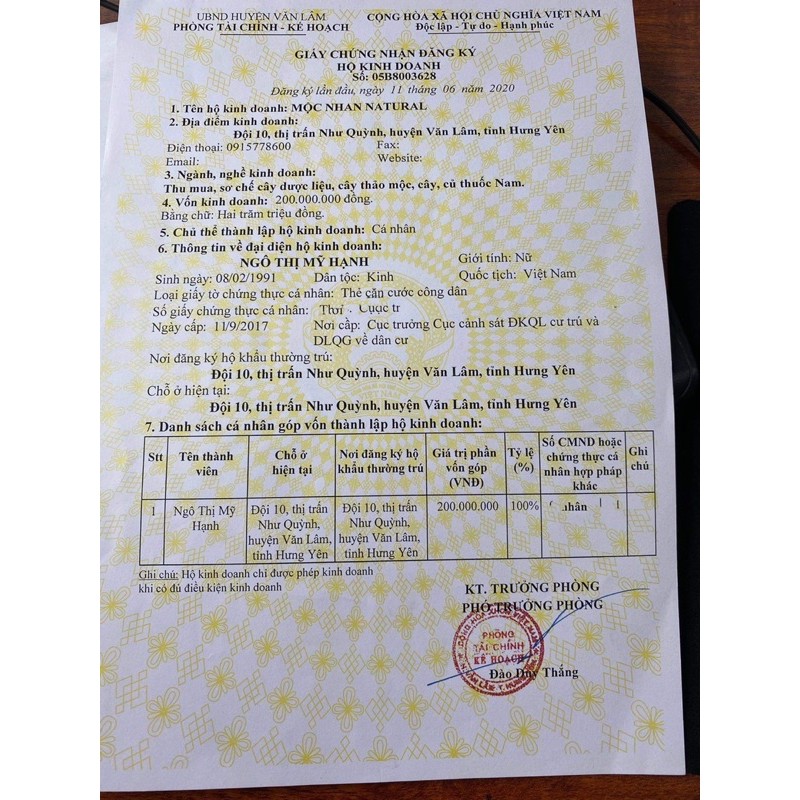 UBND HUYỆN VĂN LÂM
PHÒNG TÀI CHÍNH - KẾ HOẠCH
CỘNG HÒA XÃ HỘI CHỦ NGHĨA VIỆT NAM
Độc lập - Tự do - Hạnh phúc
GIẤY CHỨNG NHẬN ĐĂNG KÝ
HỘ KINH DOANH
Số: 05B8003628
Đăng ký lần đầu, ngày 11 tháng 06 năm 2020
1. Tên hộ kinh doanh: MỘC NHAN NATURAL
2. Địa điểm kinh doanh:
Đội 10, thị trấn Như Quỳnh, huyện Văn Lâm, tỉnh Hưng Yên
Điện thoại: 0915778600 Fax:
Email: Website:
3. Ngành, nghề kinh doanh:
Thu mua, sơ chế cây dược liệu, cây thảo mộc, cây, củ thuốc Nam.
4. Vốn kinh doanh: 200.000.000 đồng.
Bằng chữ: Hai trăm triệu đồng.
5. Chủ thể thành lập hộ kinh doanh: Cá nhân
6. Thông tin về đại diện hộ kinh doanh:
NGÔ THỊ MỸ HẠNH Giới tính: Nữ
Sinh ngày: 08/02/1991 Dân tộc: Kinh Quốc tịch: Việt Nam
Loại giấy tờ chứng thực cá nhân: Thẻ căn cước công dân
Số giấy chứng thực cá nhân:
Ngày cấp: 11/9/2017 Nơi cấp: Cục trưởng Cục cảnh sát ĐKQL cư trú và
DLQG về dân cư
Nơi đăng ký hộ khẩu thường trú:
Đội 10, thị trấn Như Quỳnh, huyện Văn Lâm, tỉnh Hưng Yên
Chỗ ở hiện tại:
Đội 10, thị trấn Như Quỳnh, huyện Văn Lâm, tỉnh Hưng Yên
7. Danh sách cá nhân góp vốn thành lập hộ kinh doanh:
Stt
Tên thành
viên
Chỗ ở
hiện tại
Nơi đăng ký hộ
khẩu thường trú
Giá trị phần
vốn góp
(VNĐ)
Tỷ lệ
(%)
Số CMND hoặc
chứng thực cá
nhân hợp pháp
khác
Ghi
chú
1
Ngô Thị Mỹ
Hạnh
Đội 10, thị trấn
Như Quỳnh,
huyện Văn Lâm,
tỉnh Hưng Yên
Đội 10, thị trấn
Như Quỳnh,
huyện Văn Lâm,
tỉnh Hưng Yên
200.000.000
100%
nhân
Ghi chú: Hộ kinh doanh chỉ được phép kinh doanh
khi có đủ điều kiện kinh doanh
KT. TRƯỞNG PHÒNG
PHÓ TRƯỞNG PHÒNG
PHÒNG
TÀI CHÍNH
KẾ HOẠCH
Đào Duy Thắng